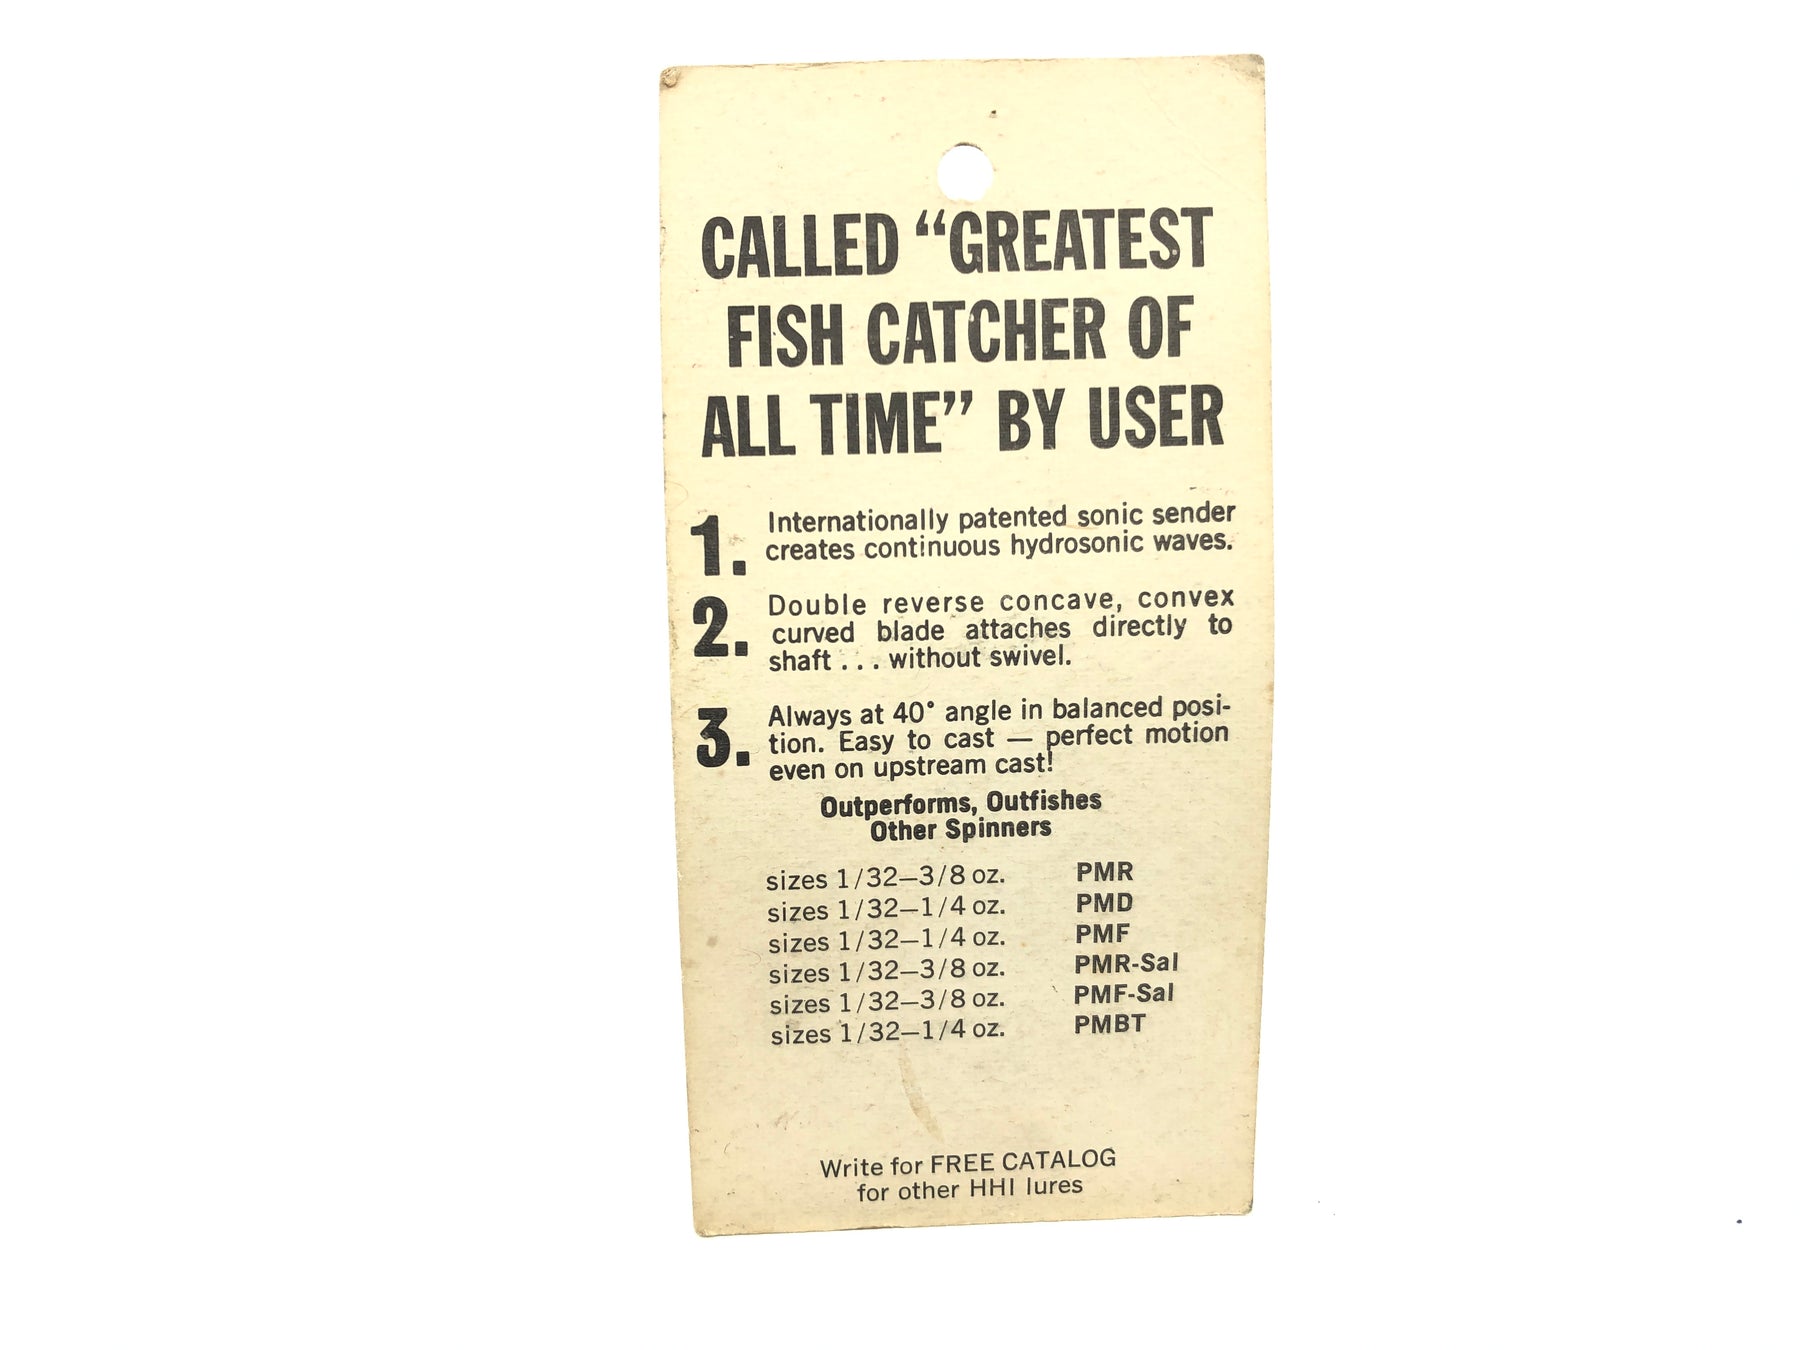 CALLED “GREATEST
FISH CATCHER OF
ALL TIME” BY USER
1. Internationally patented sonic sender
creates continuous hydrosonic waves.
2. Double reverse concave, convex
curved blade attaches directly to
shaft . . . without swivel.
3. Always at 40° angle in balanced posi-
tion. Easy to cast — perfect motion
even on upstream cast!
Outperforms, Outfishes
Other Spinners
sizes 1/32–3/8 oz. PMR
sizes 1/32–1/4 oz. PMD
sizes 1/32–1/4 oz. PMF
sizes 1/32–3/8 oz. PMR-Sal
sizes 1/32–3/8 oz. PMF-Sal
sizes 1/32–1/4 oz. PMBT
Write for FREE CATALOG
for other HHI lures